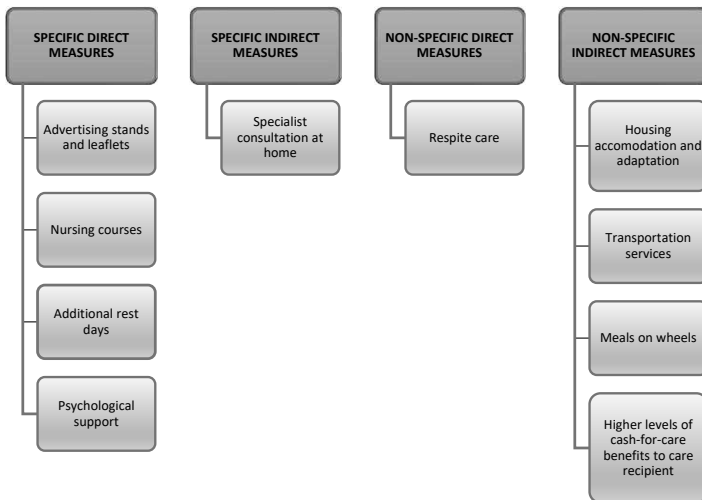 SPECIFIC DIRECT
MEASURES
Advertising stands
and leaflets
Nursing courses
Additional rest
days
Psychological
support
SPECIFIC INDIRECT
MEASURES
Specialist
consultation at
home
NON-SPECIFIC DIRECT
MEASURES
Respite care
NON-SPECIFIC
INDIRECT MEASURES
Housing
accomodation and
adaptation
Transportation
services
Meals on wheels
Higher levels of
cash-for-care
benefits to care
recipient